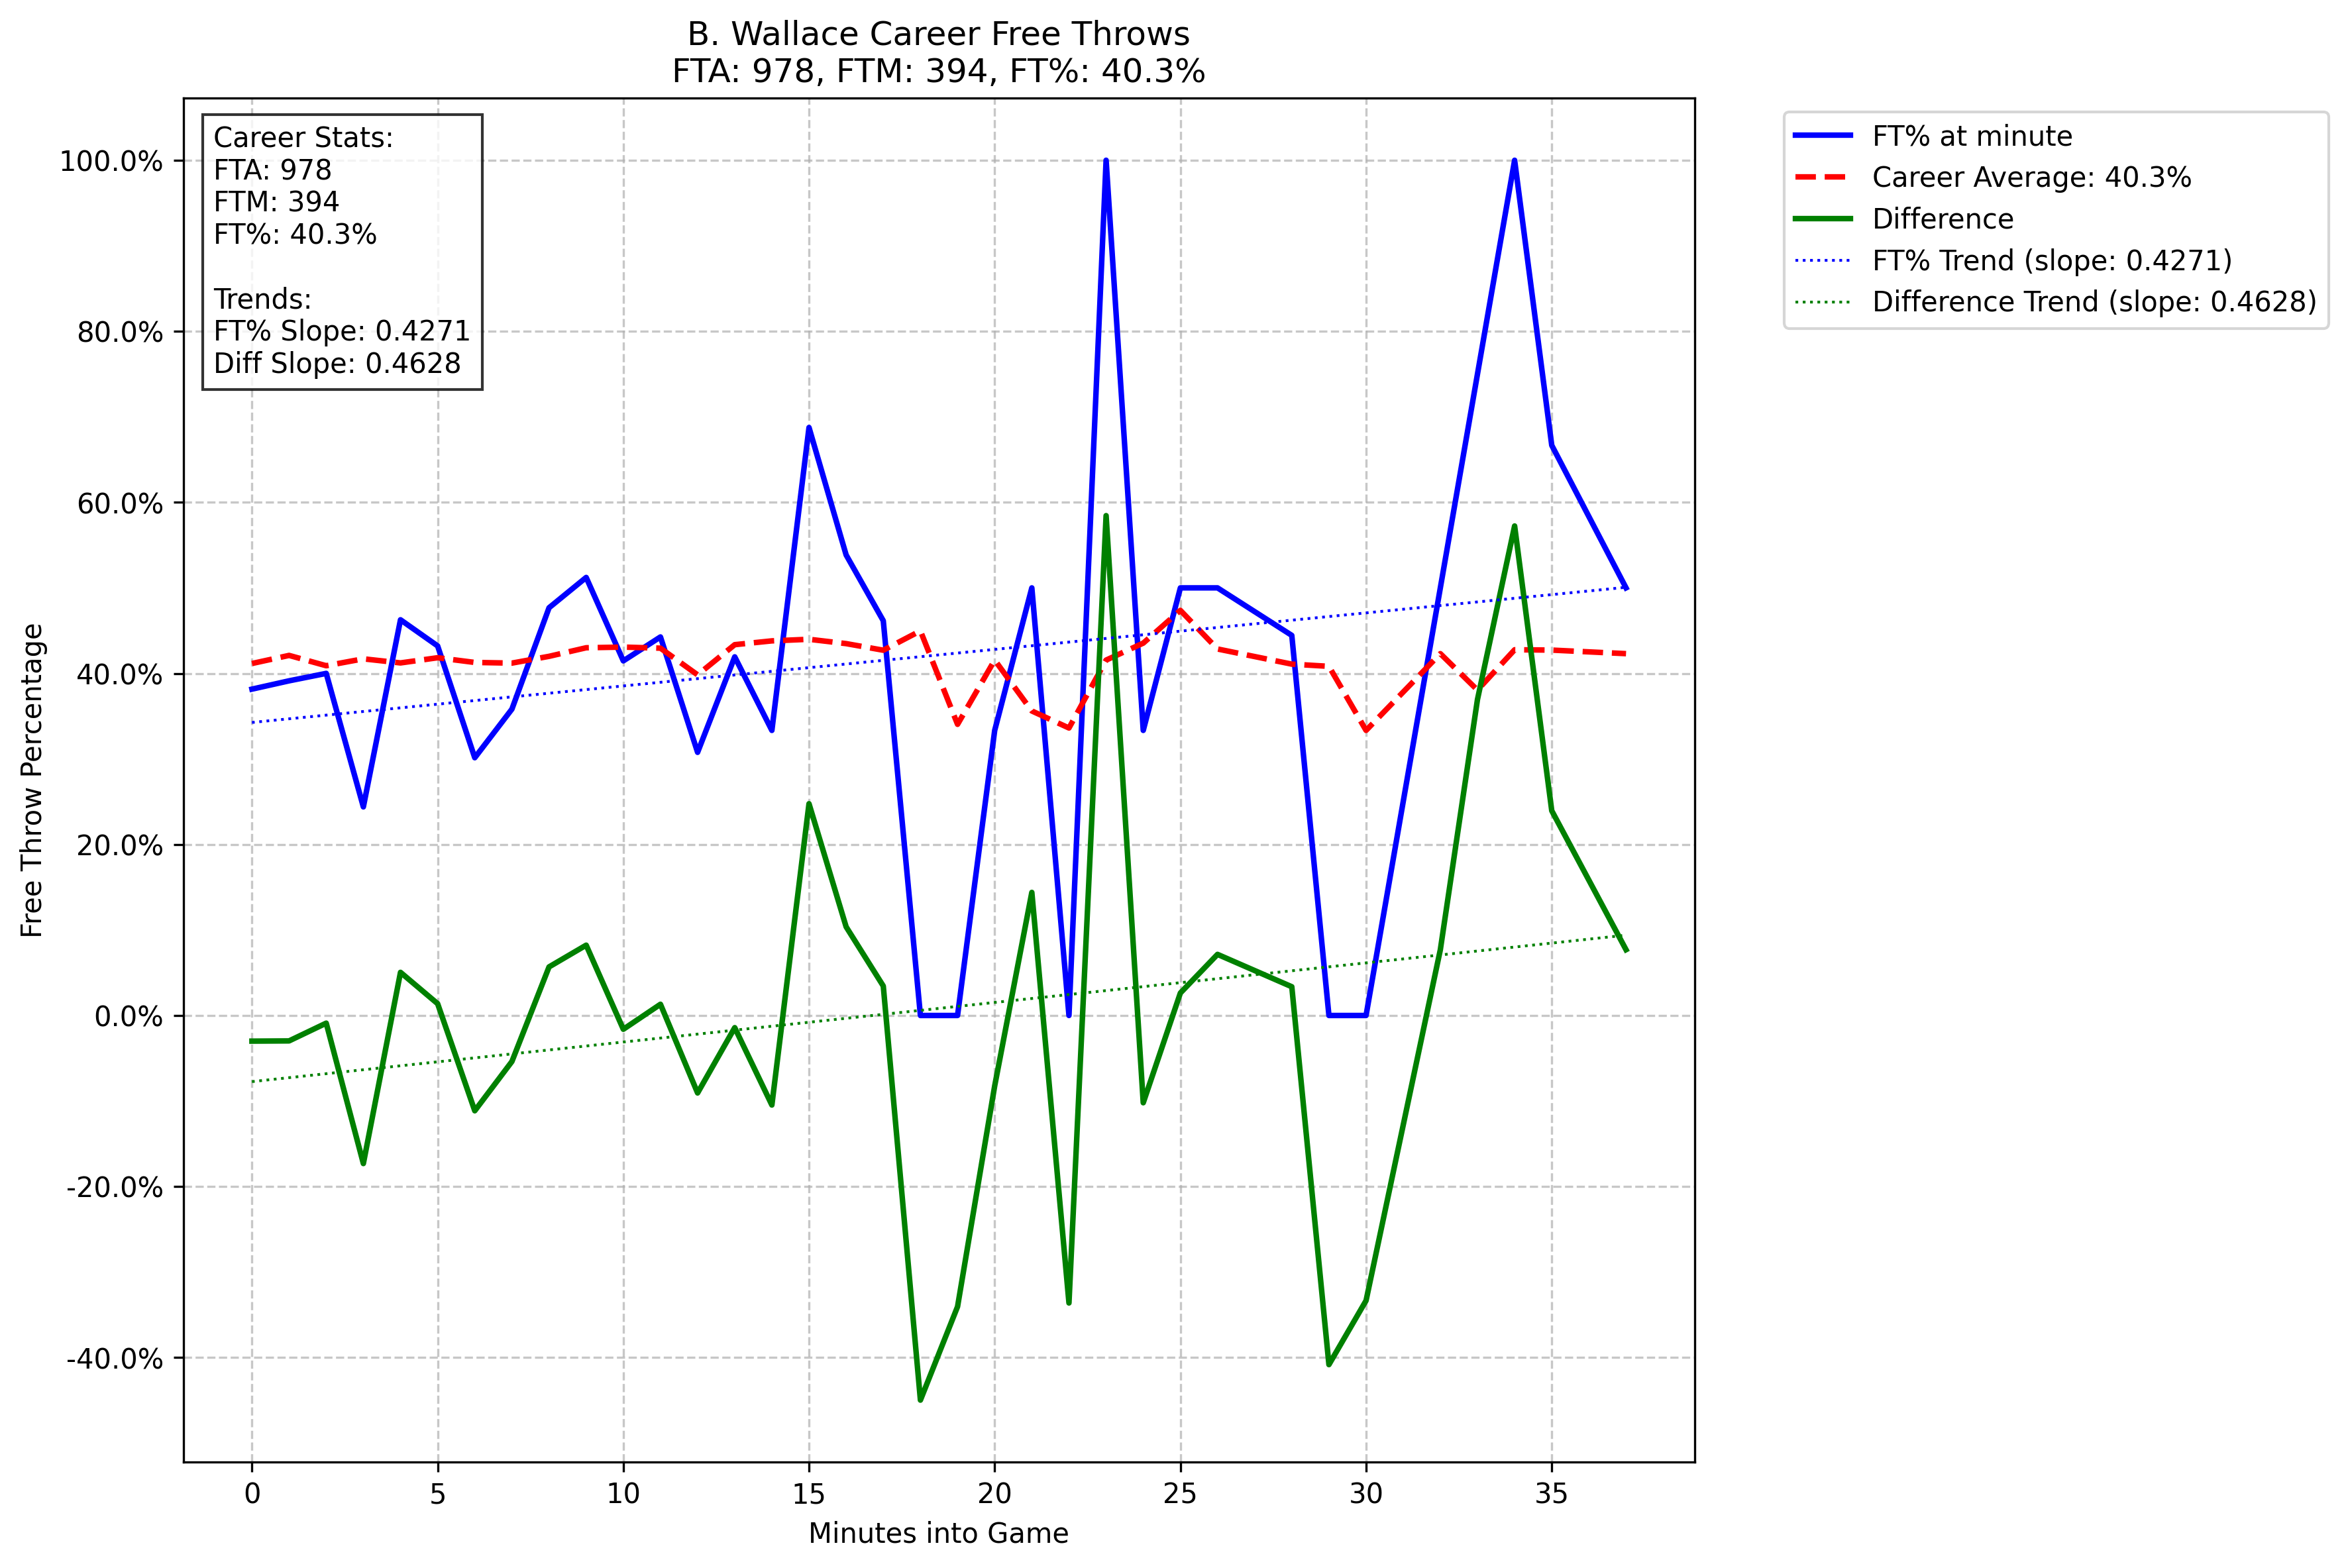 B. Wallace Career Free Throws
FTA: 978, FTM: 394, FT%: 40.3%
Career Stats:
FTA: 978
FTM: 394
FT%: 40.3%
Trends:
FT% Slope: 0.4271
Diff Slope: 0.4628
FT% at minute
Career Average: 40.3%
Difference
FT% Trend (slope: 0.4271)
Difference Trend (slope: 0.4628)
Free Throw Percentage
100.0%
80.0%
60.0%
40.0%
20.0%
0.0%
-20.0%
-40.0%
0 5 10 15 20 25 30 35
Minutes into Game